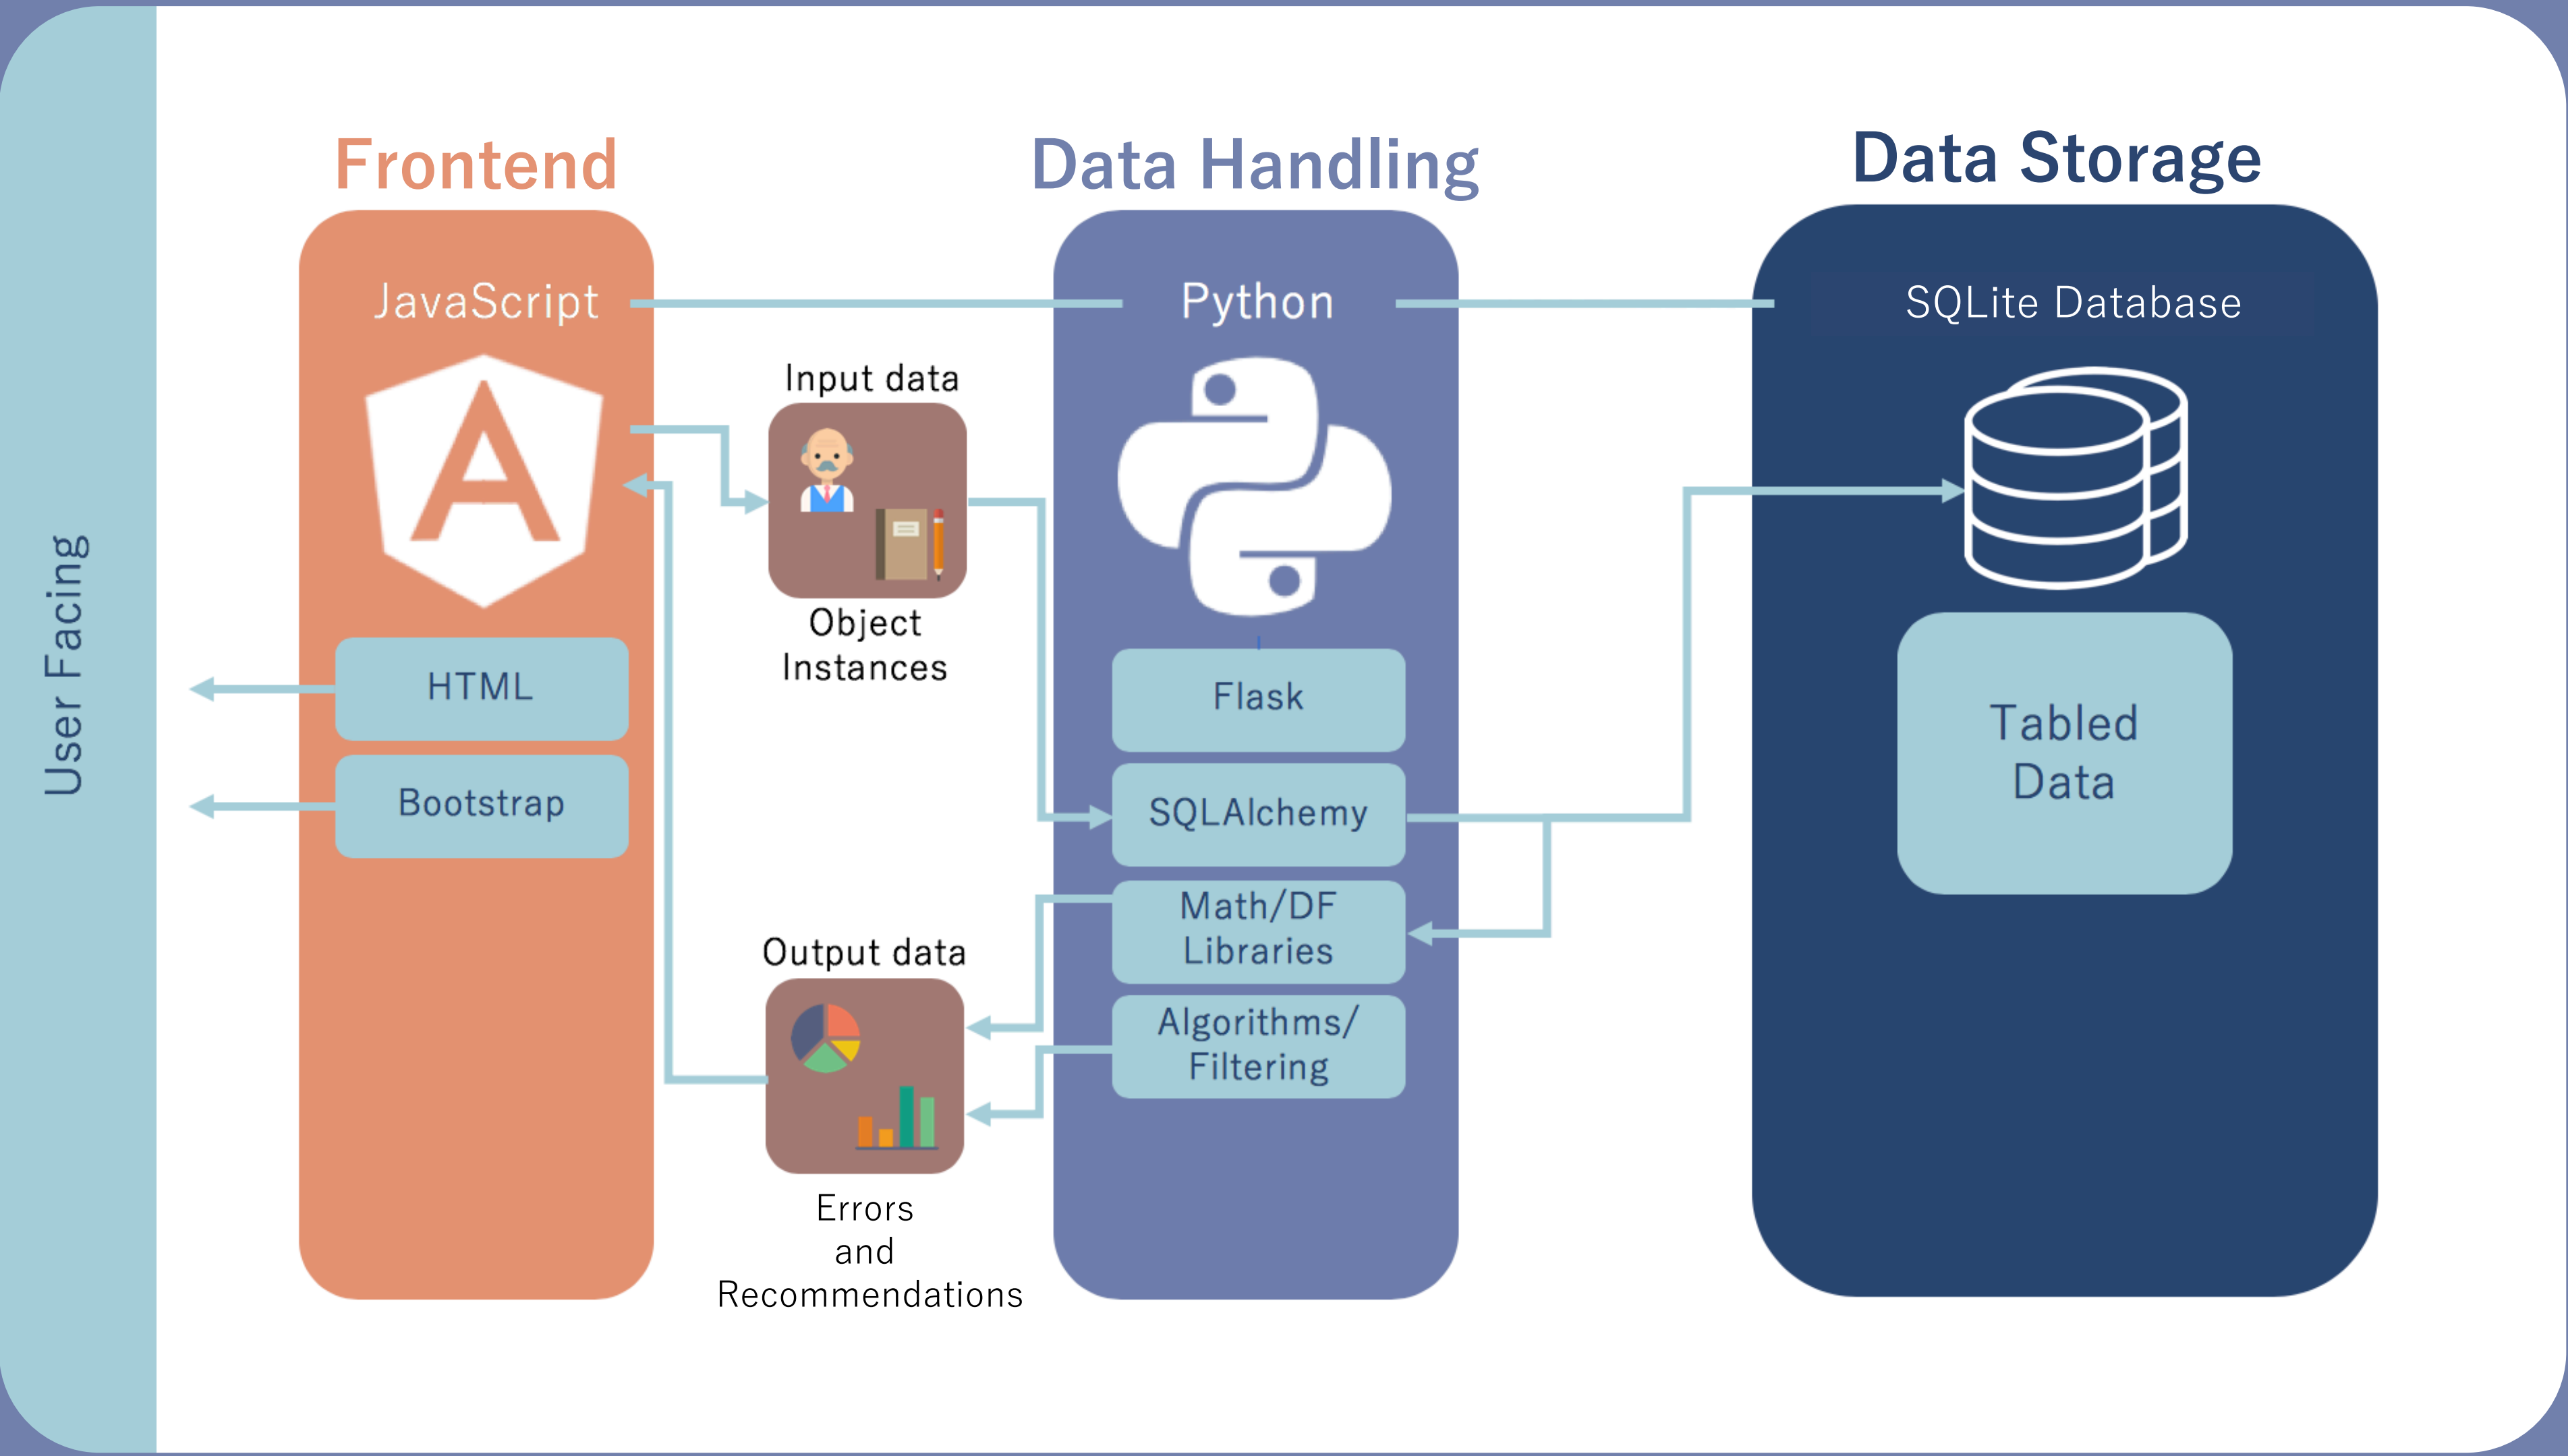 User Facing
Frontend
JavaScript
HTML
Bootstrap
Input data
Object
Instances
Output data
Errors
and
Recommendations
Data Handling
Python
Flask
SQLAlchemy
Math/DF
Libraries
Algorithms/
Filtering
Data Storage
SQLite Database
Tabled
Data